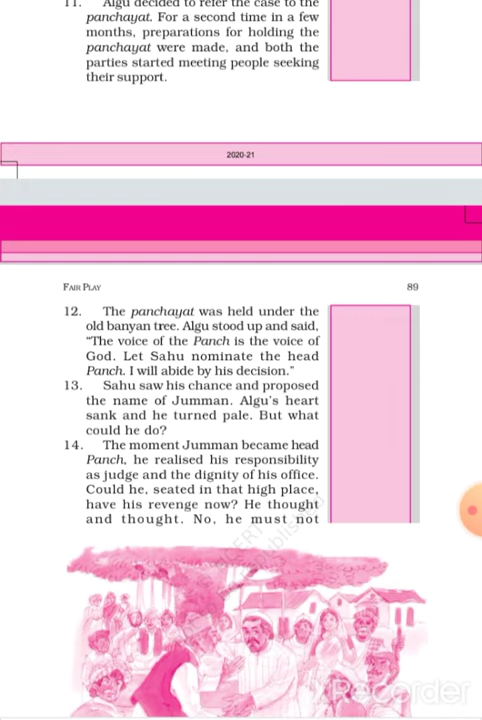 11. Algu decided to refer the case to the
panchayat. For a second time in a few
months, preparations for holding the
panchayat were made, and both the
parties started meeting people seeking
their support.
2020-21
FAIR PLAY
89
12. The panchayat was held under the
old banyan tree. Algu stood up and said,
“The voice of the Panch is the voice of
God. Let Sahu nominate the head
Panch. I will abide by his decision.”
13. Sahu saw his chance and proposed
the name of Jumman. Algu’s heart
sank and he turned pale. But what
could he do?
14. The moment Jumman became head
Panch, he realised his responsibility
as judge and the dignity of his office.
Could he, seated in that high place,
have his revenge now? He thought
and thought. No, he must not
Recorder